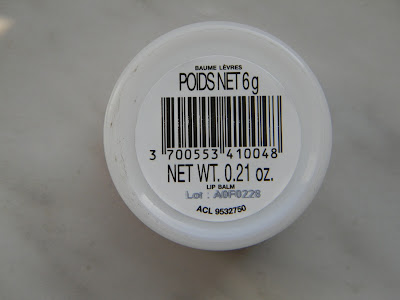 BAUME LÈVRES
POIDS NET 6 g
3 700553 410048
NET WT. 0.21 oz.
LIP BALM
Lot : A0F0228
ACL 9532750